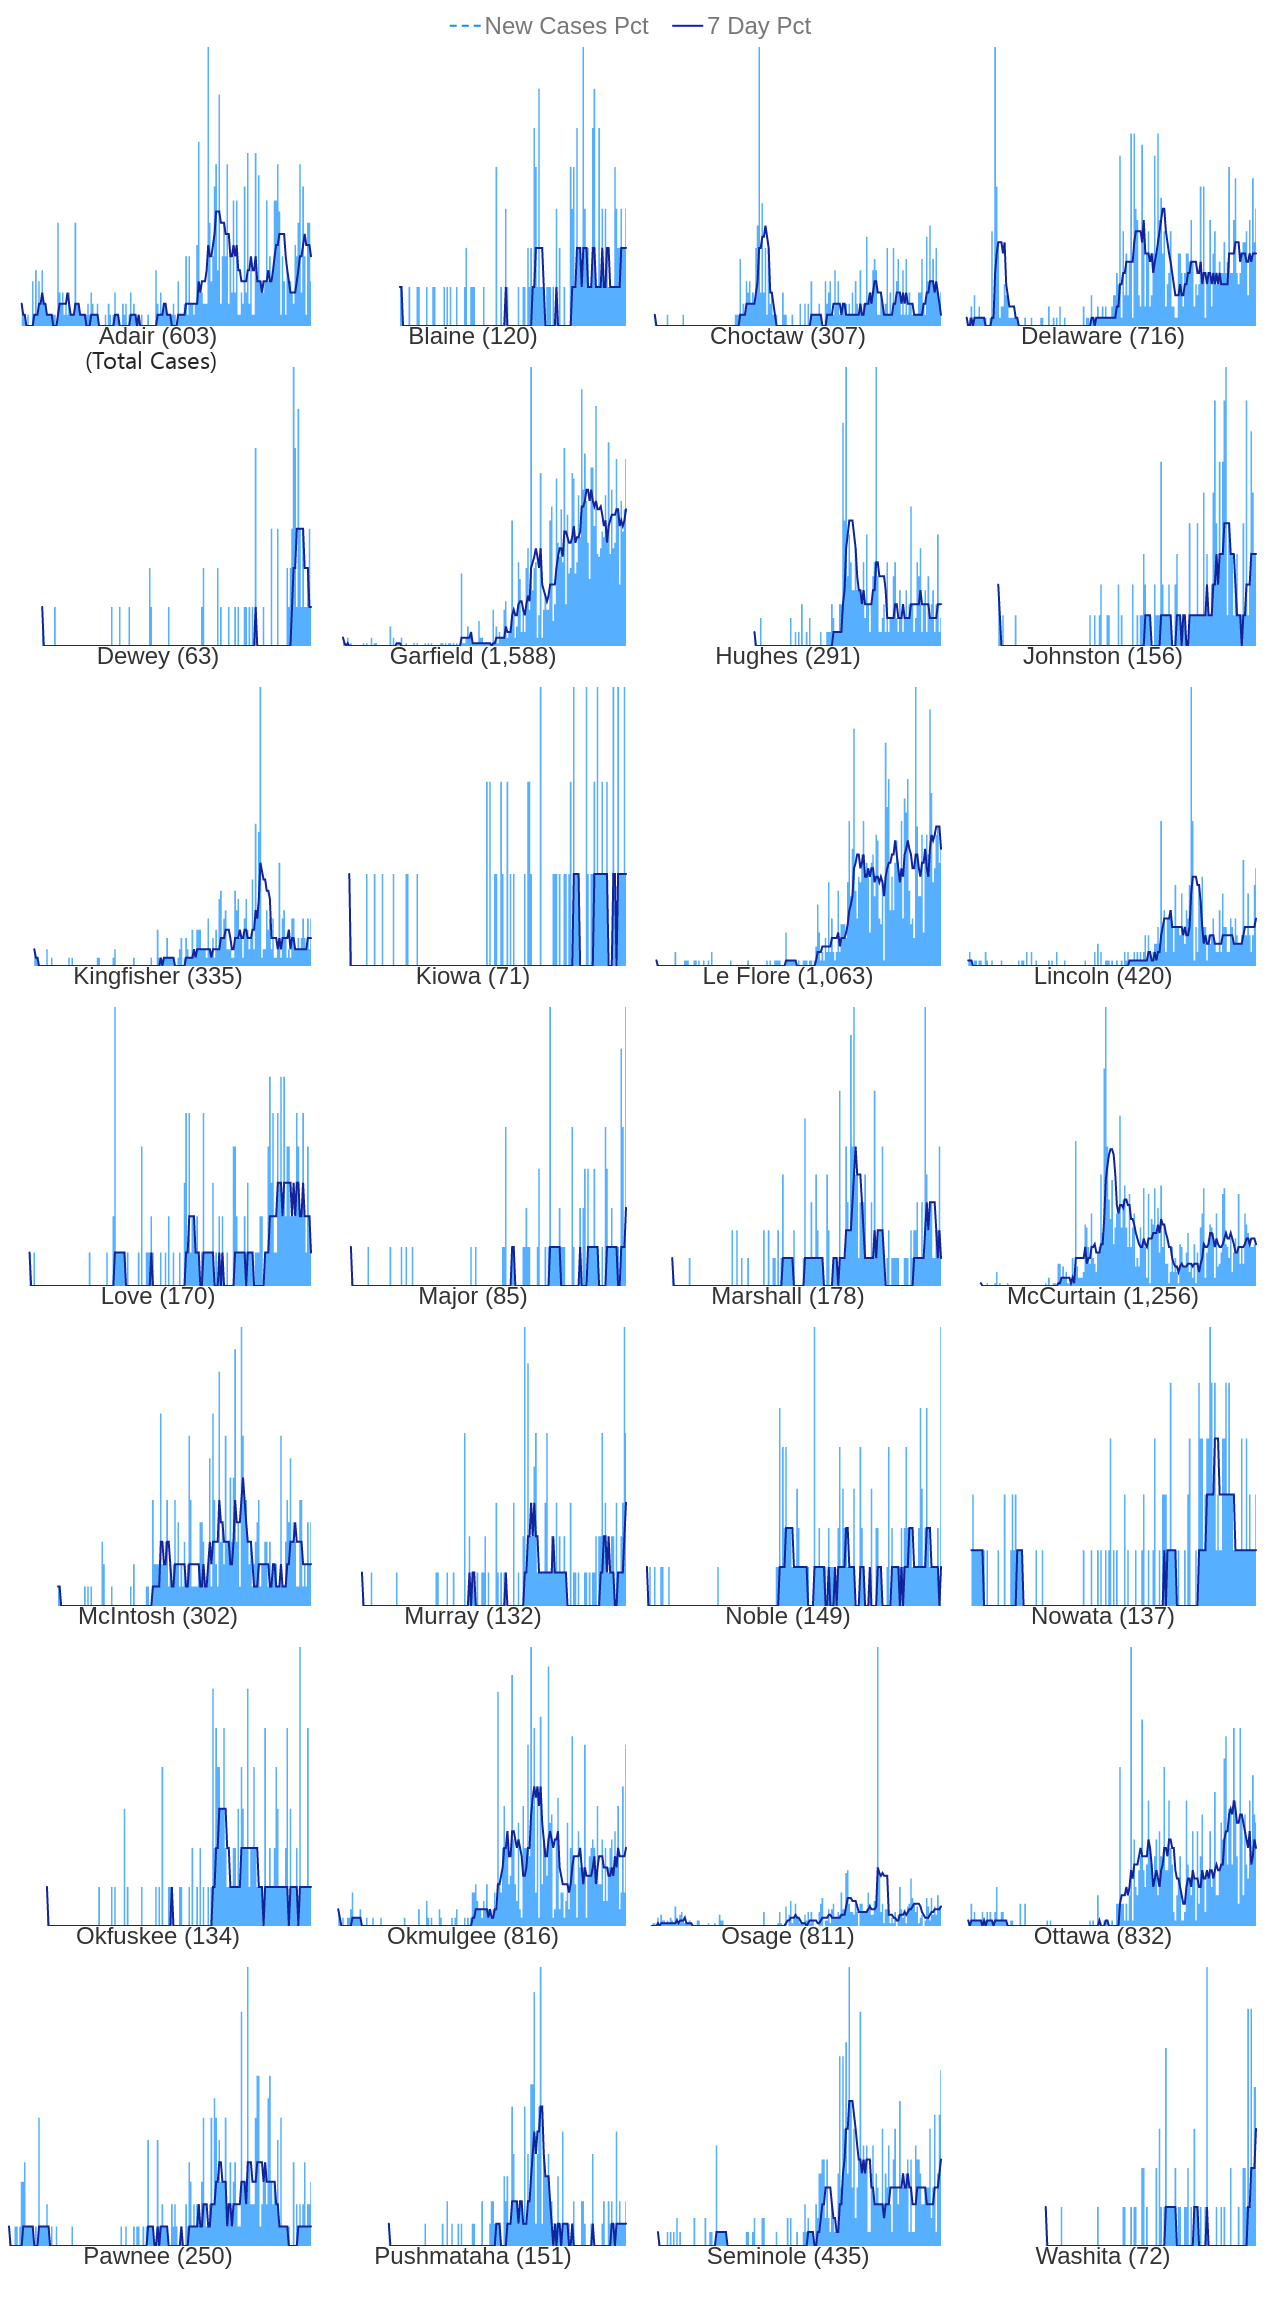 New Cases Pct 7 Day Pct
Adair (603) Blaine (120) Choctaw (307) Delaware (716)
(Total Cases)
Dewey (63) Garfield (1,588) Hughes (291) Johnston (156)
Kingfisher (335) Kiowa (71) Le Flore (1,063) Lincoln (420)
Love (170) Major (85) Marshall (178) McCurtain (1,256)
McIntosh (302) Murray (132) Noble (149) Nowata (137)
Okfuskee (134) Okmulgee (816) Osage (811) Ottawa (832)
Pawnee (250) Pushmataha (151) Seminole (435) Washita (72)